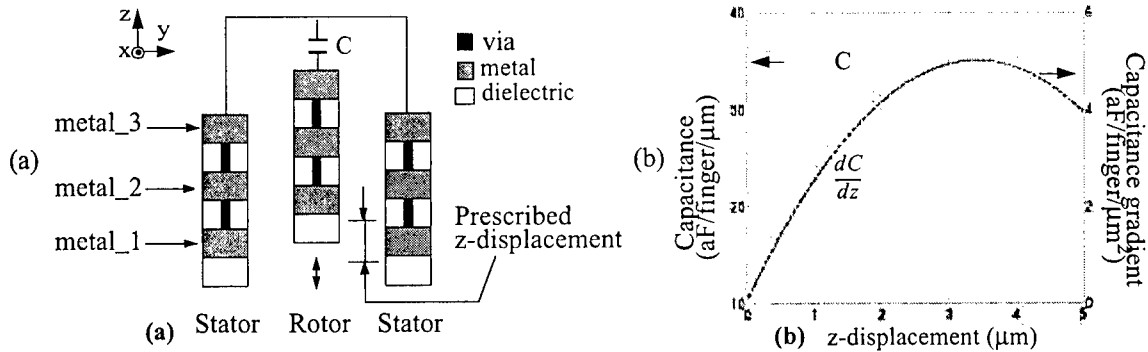 z
y
x
C
via
metal
dielectric
metal_3
metal_2
metal_1
(a)
Prescribed
z-displacement
(a) Stator Rotor Stator
(b)
Capacitance
(aF/finger/μm)
40
30
20
10
C
dC
dz
6
4
2
0
Capacitance gradient
(aF/finger/μm²)
0 1 2 3 4 5
(b) z-displacement (μm)